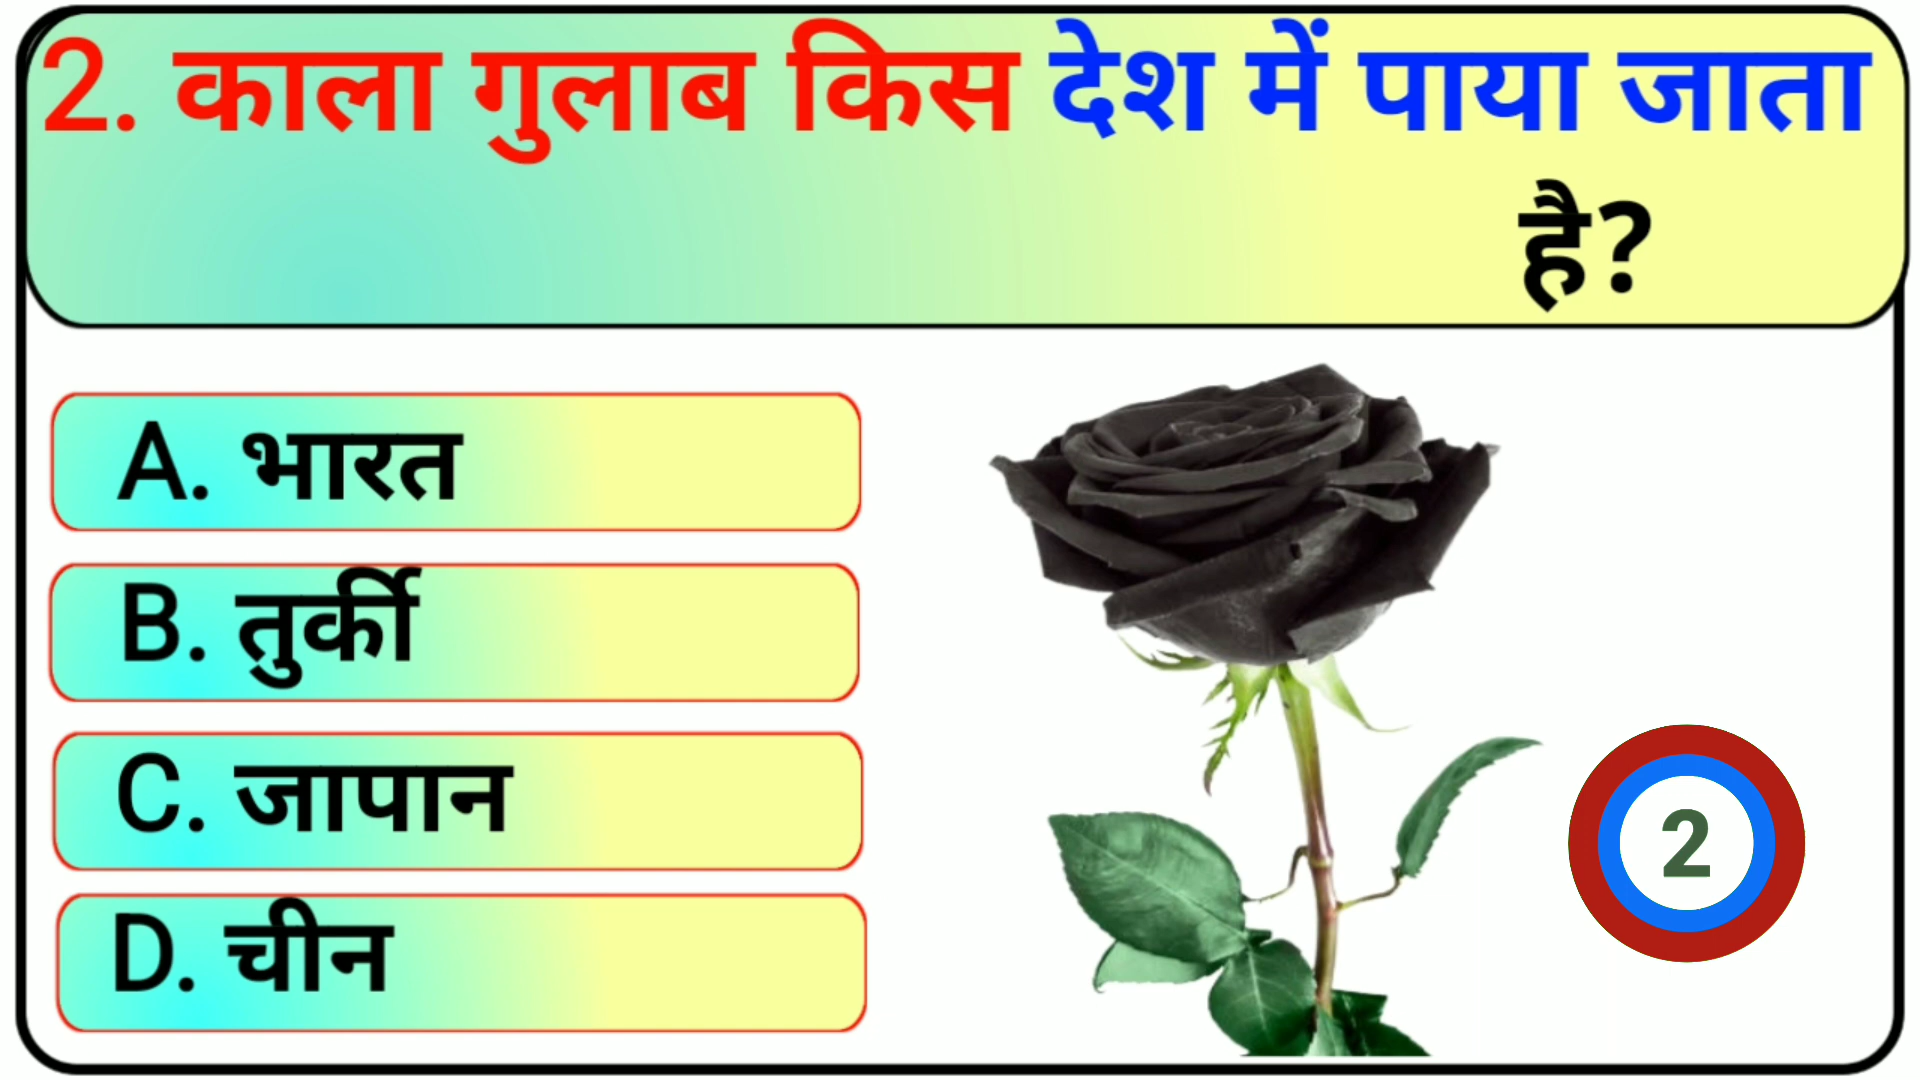 2. काला गुलाब किस देश में पाया जाता
है?
A. भारत
B. तुर्की
C. जापान
D. चीन
2